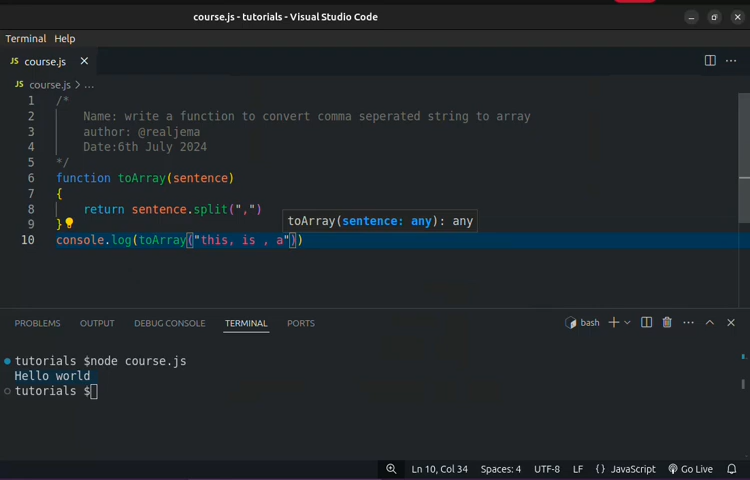 course.js - tutorials - Visual Studio Code
Terminal Help
JS course.js
JS course.js > ...
1 /*
2 Name: write a function to convert comma seperated string to array
3 author: @realjema
4 Date:6th July 2024
5 */
6 function toArray(sentence)
7 {
8 return sentence.split(",")
toArray(sentence: any): any
9 }
10 console.log(toArray("this, is , a"))
PROBLEMS OUTPUT DEBUG CONSOLE TERMINAL PORTS bash
tutorials $node course.js
Hello world
tutorials $
Ln 10, Col 34 Spaces: 4 UTF-8 LF {} JavaScript Go Live